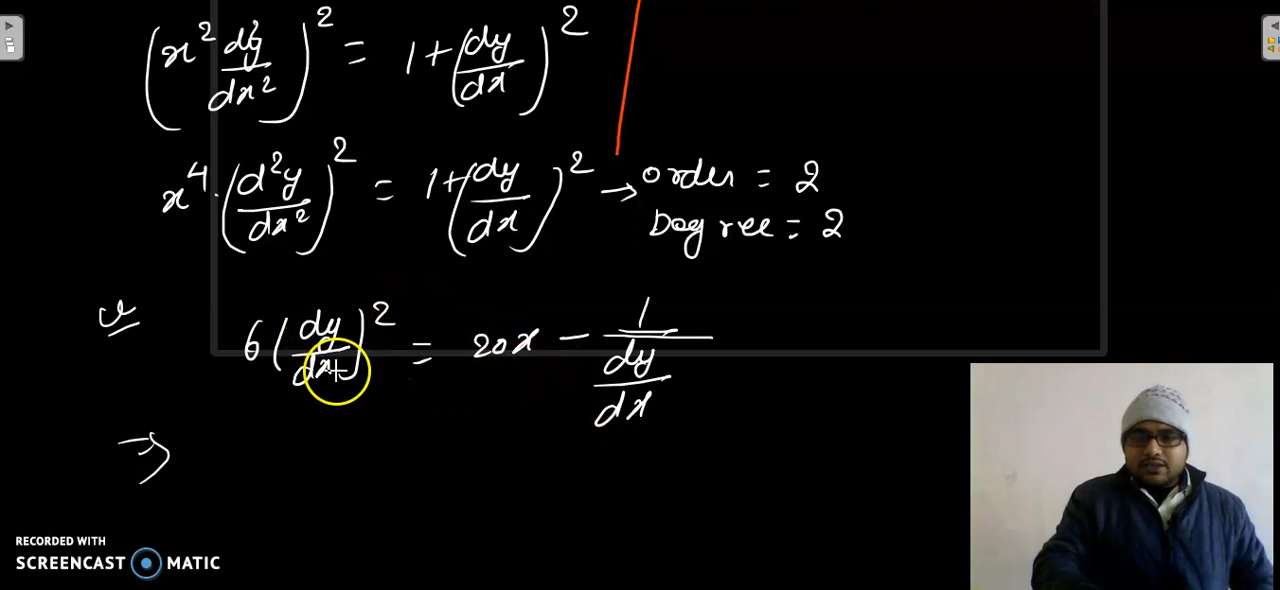 (x² d²y/dx²)² = 1+(dy/dx)²
x⁴.(d²y/dx²)² = 1+(dy/dx)² → order = 2
Degree = 2
6(dy/dx)² = 20x - 1/(dy/dx)
⇒
RECORDED WITH
SCREENCAST MATIC